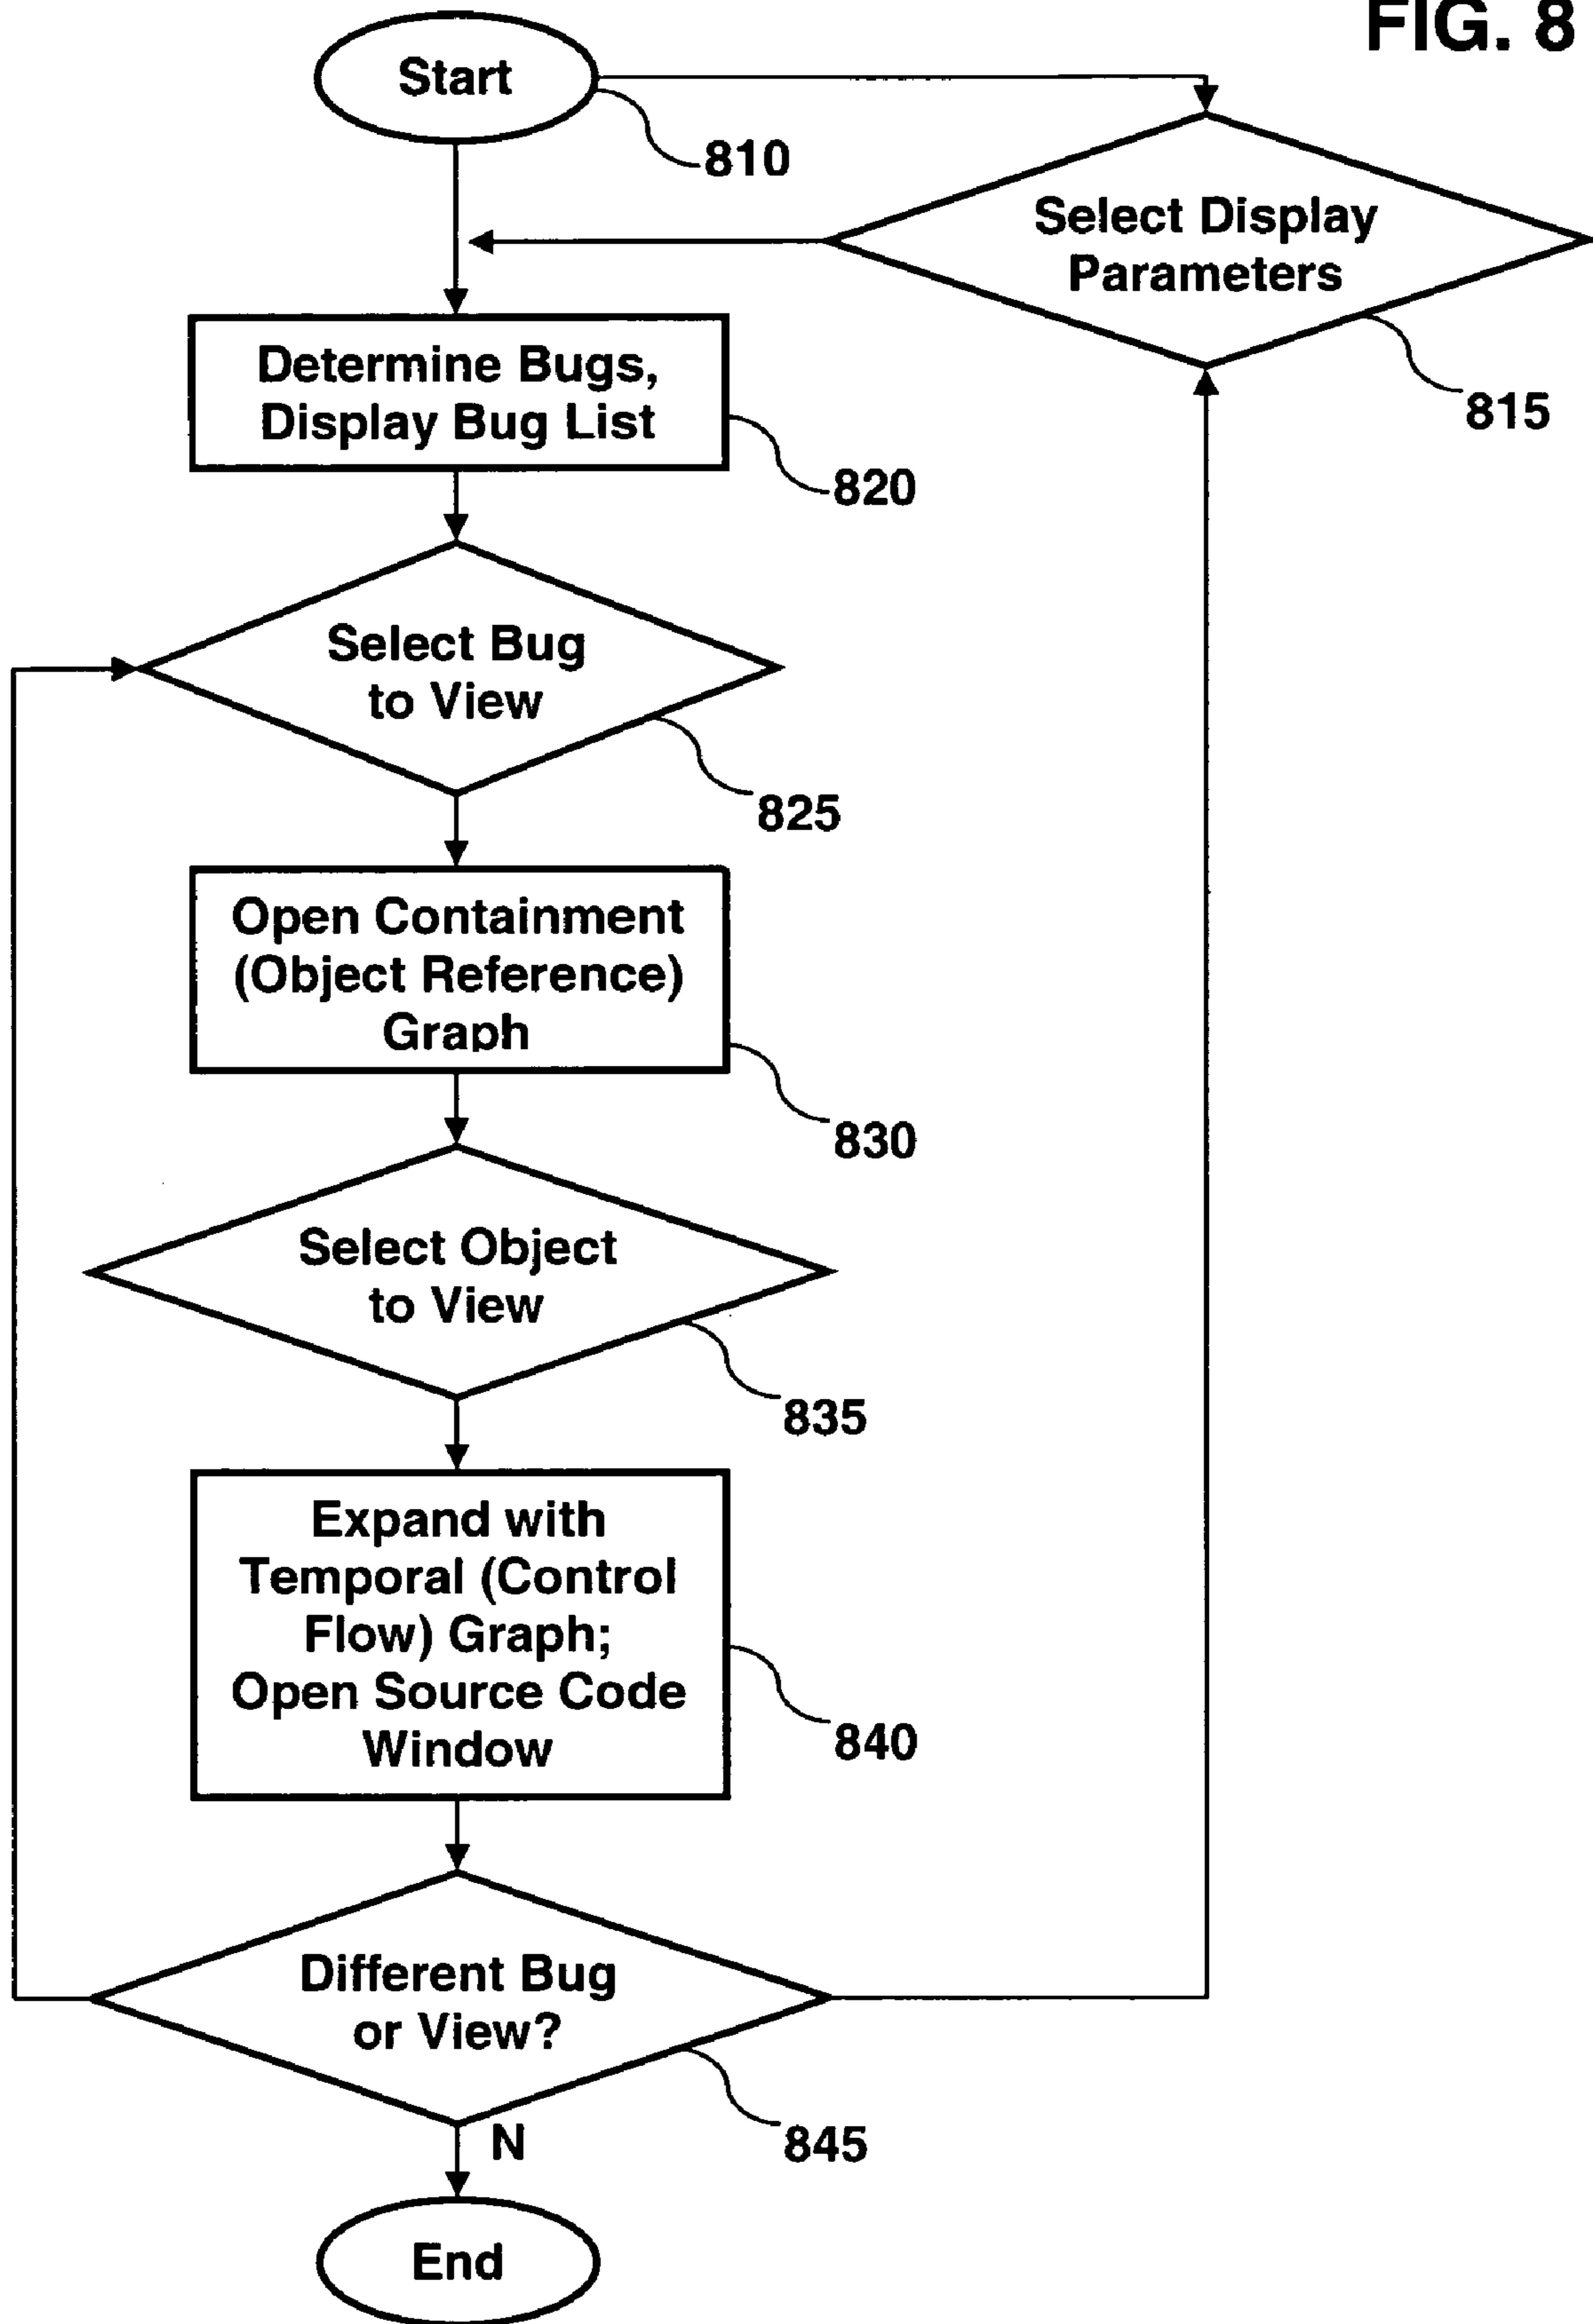 FIG. 8
Start
810
Select Display
Parameters
815
Determine Bugs,
Display Bug List
820
Select Bug
to View
825
Open Containment
(Object Reference)
Graph
830
Select Object
to View
835
Expand with
Temporal (Control
Flow) Graph;
Open Source Code
Window
840
Different Bug
or View?
845
N
End